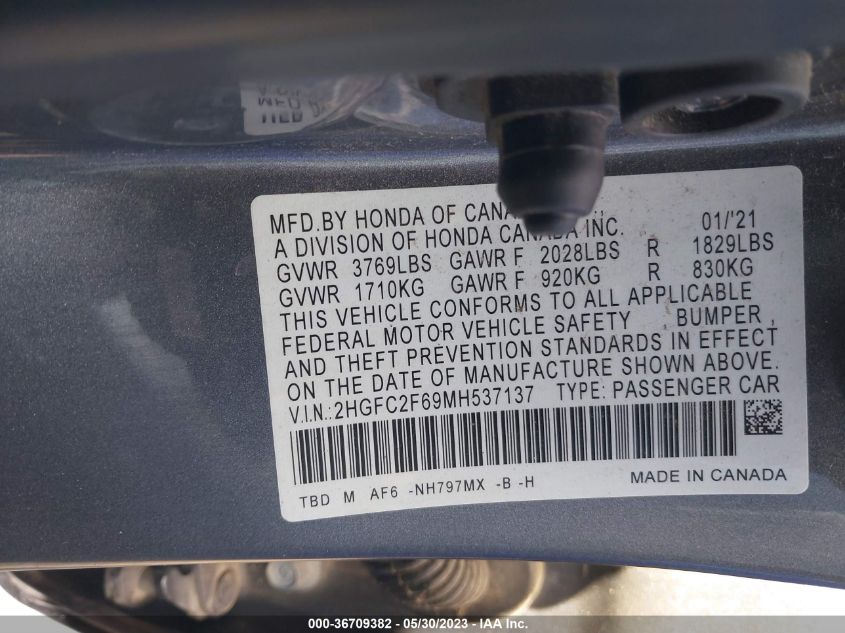 MFD.BY HONDA OF 01/'21
A DIVISION OF HONDA CANADA INC.
GVWR 3769LBS GAWR F 2028LBS R 1829LBS
GVWR 1710KG GAWR F 920KG R 830KG
THIS VEHICLE CONFORMS TO ALL APPLICABLE
FEDERAL MOTOR VEHICLE SAFETY , BUMPER ,
AND THEFT PREVENTION STANDARDS IN EFFECT
ON THE DATE OF MANUFACTURE SHOWN ABOVE.
V.I.N.:2HGFC2F69MH537137 TYPE: PASSENGER CAR
TBD M AF6 -NH797MX -B -H MADE IN CANADA
000-36709382 - 05/30/2023 - IAA Inc.